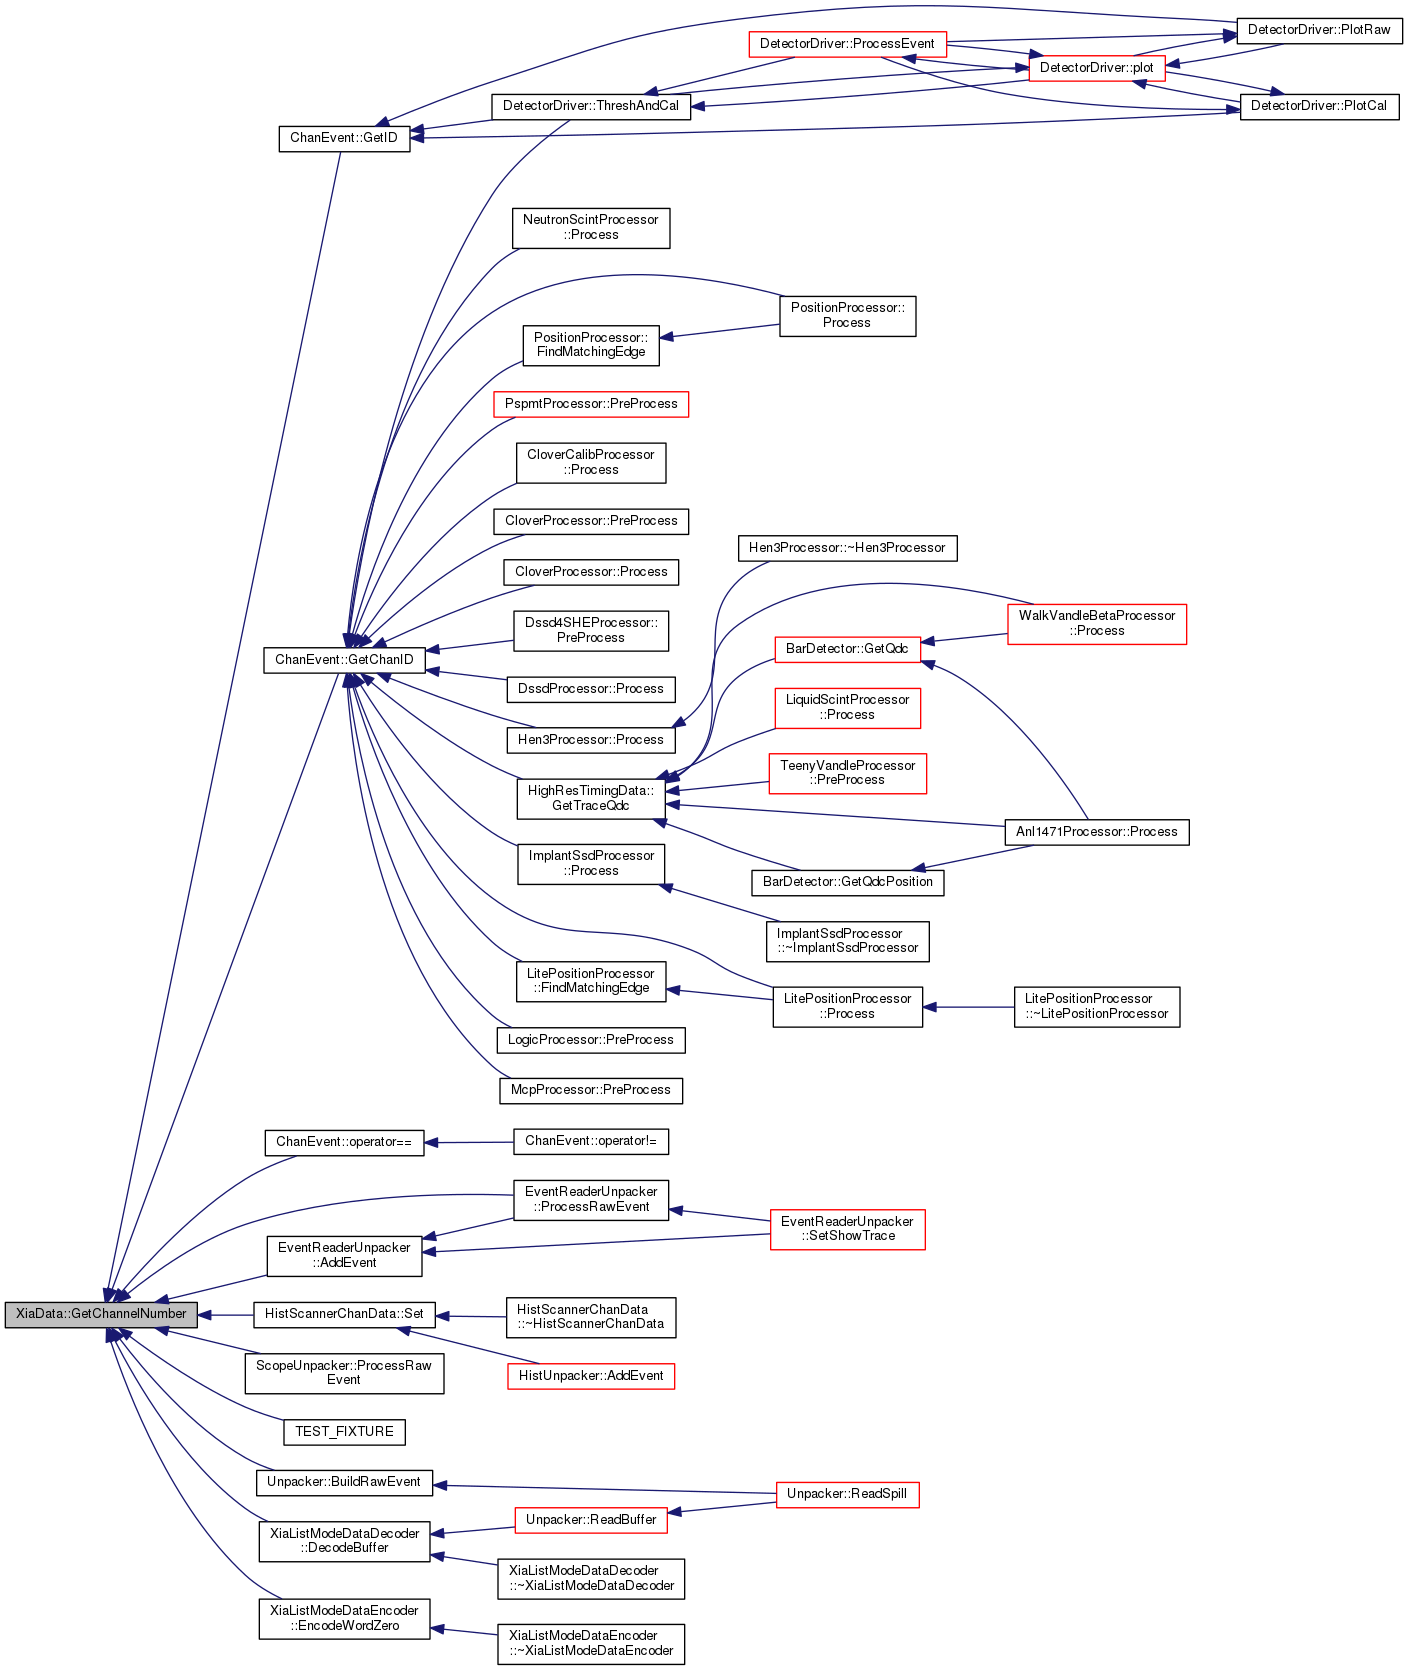 DetectorDriver::PlotRaw
DetectorDriver::ProcessEvent
DetectorDriver::plot
DetectorDriver::ThreshAndCal
DetectorDriver::PlotCal
ChanEvent::GetID
NeutronScintProcessor
::Process
PositionProcessor::
Process
PositionProcessor::
FindMatchingEdge
PspmtProcessor::PreProcess
CloverCalibProcessor
::Process
CloverProcessor::PreProcess
Hen3Processor::~Hen3Processor
CloverProcessor::Process
WalkVandleBetaProcessor
::Process
Dssd4SHEProcessor::
PreProcess
BarDetector::GetQdc
ChanEvent::GetChanID
DssdProcessor::Process
LiquidScintProcessor
::Process
Hen3Processor::Process
TeenyVandleProcessor
::PreProcess
HighResTimingData::
GetTraceQdc
Anl1471Processor::Process
ImplantSsdProcessor
::Process
BarDetector::GetQdcPosition
ImplantSsdProcessor
::~ImplantSsdProcessor
LitePositionProcessor
::FindMatchingEdge
LitePositionProcessor
::Process
LitePositionProcessor
::~LitePositionProcessor
LogicProcessor::PreProcess
McpProcessor::PreProcess
ChanEvent::operator==
ChanEvent::operator!=
EventReaderUnpacker
::ProcessRawEvent
EventReaderUnpacker
::SetShowTrace
EventReaderUnpacker
::AddEvent
XiaData::GetChannelNumber
HistScannerChanData::Set
HistScannerChanData
::~HistScannerChanData
ScopeUnpacker::ProcessRaw
Event
HistUnpacker::AddEvent
TEST_FIXTURE
Unpacker::BuildRawEvent
Unpacker::ReadSpill
Unpacker::ReadBuffer
XiaListModeDataDecoder
::DecodeBuffer
XiaListModeDataDecoder
::~XiaListModeDataDecoder
XiaListModeDataEncoder
::EncodeWordZero
XiaListModeDataEncoder
::~XiaListModeDataEncoder